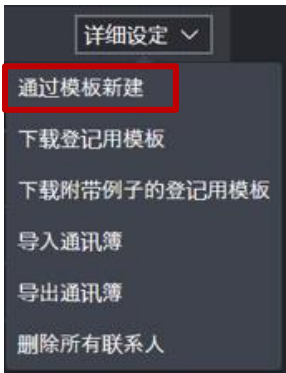 详细设定
通过模板新建
下载登记用模板
下载附带例子的登记用模板
导入通讯簿
导出通讯簿
删除所有联系人